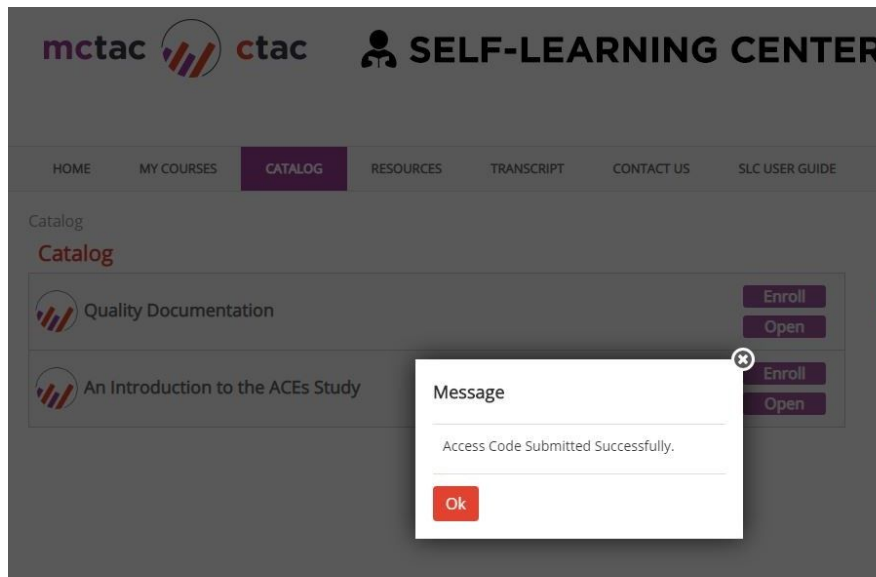 mctac ctac SELF-LEARNING CENTER
HOME MY COURSES CATALOG RESOURCES TRANSCRIPT CONTACT US SLC USER GUIDE
Catalog
Catalog
Quality Documentation
Enroll
Open
An Introduction to the ACEs Study
Enroll
Open
Message
Access Code Submitted Successfully.
Ok